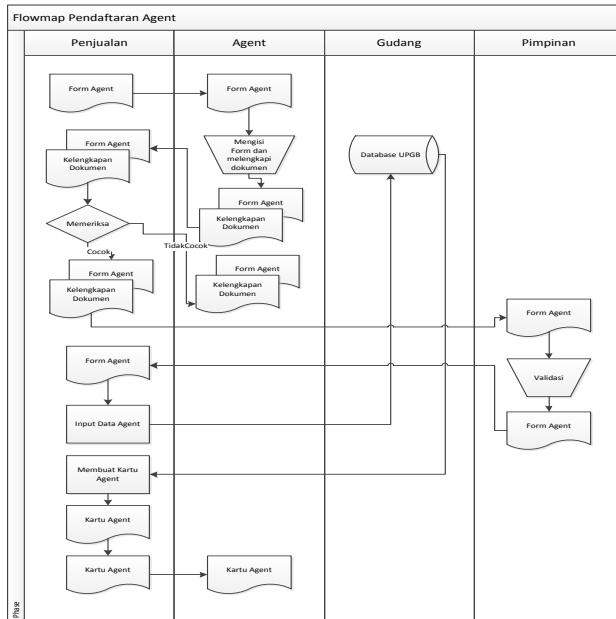 Flowmap Pendaftaran Agent
Penjualan
Agent
Gudang
Pimpinan
Form Agent
Form Agent
Mengisi
Form dan
melengkapi
dokumen
Database UPGB
Form Agent
Kelengkapan
Dokumen
Form Agent
Kelengkapan
Dokumen
Memeriksa
TidakCocok
Cocok
Form Agent
Kelengkapan
Dokumen
Form Agent
Kelengkapan
Dokumen
Form Agent
Validasi
Form Agent
Form Agent
Input Data Agent
Membuat Kartu
Agent
Kartu Agent
Kartu Agent
Kartu Agent
Phase